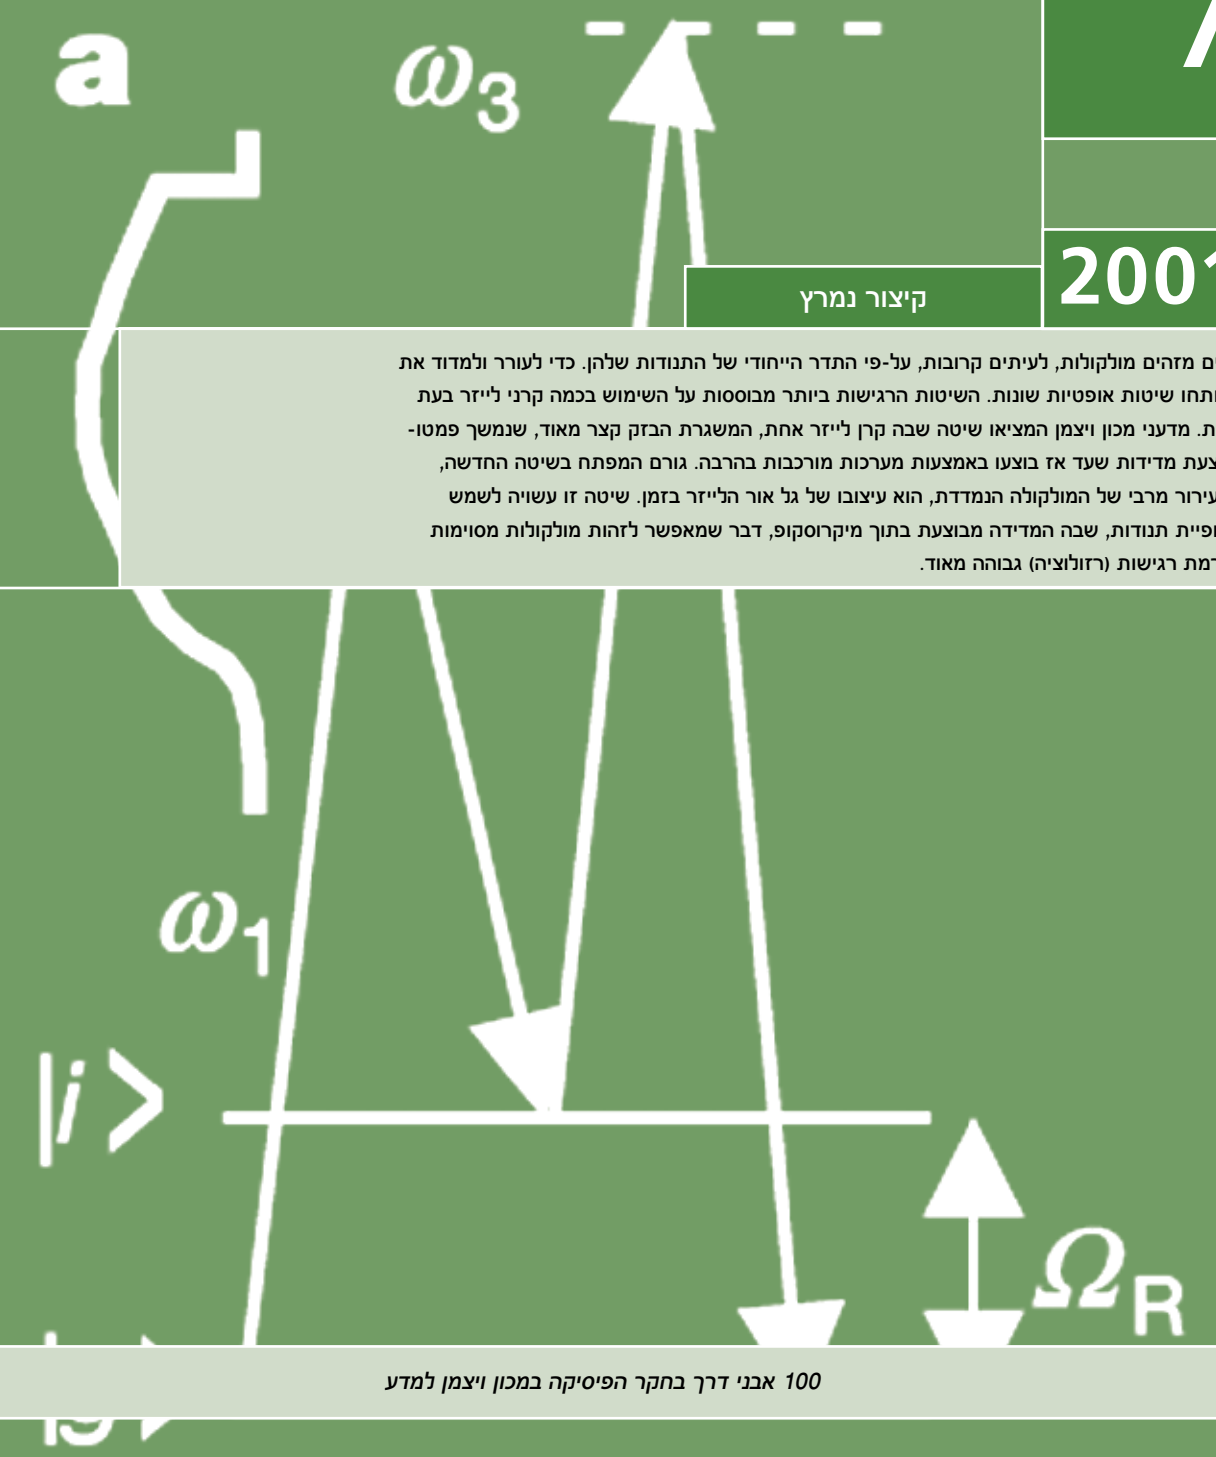 a
ω3
2001
קיצור נמרץ
מזהים מולקולות, לעיתים קרובות, על-פי התדר הייחודי של התנודות שלהן. כדי לעורר ולמדוד את
שיטות אופטיות שונות. השיטות הרגישות ביותר מבוססות על השימוש בכמה קרני לייזר בעת
מדעני מכון ויצמן המציאו שיטה שבה קרן לייזר אחת, המשגרת הבזק קצר מאוד, שנמשך פמטו-
מדידות שעד אז בוצעו באמצעות מערכות מורכבות בהרבה. גורם המפתח בשיטה החדשה,
מרבי של המולקולה הנמדדת, הוא עיצובו של גל אור הלייזר בזמן. שיטה זו עשויה לשמש
תנודות, שבה המדידה מבוצעת בתוך מיקרוסקופ, דבר שמאפשר לזהות מולקולות מסוימות
רגישות (רזולוציה) גבוהה מאוד.
ω1
|i>
ΩR
100 אבני דרך בחקר הפיסיקה במכון ויצמן למדע